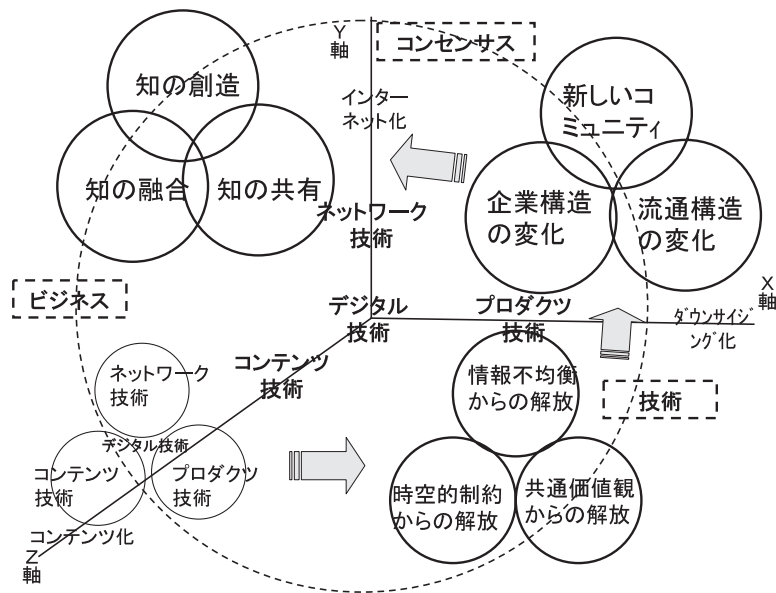 Y
軸
コンセンサス
知の創造
インター
ネット化
新しいコ
ミュニティ
知の融合
知の共有
企業構造
の変化
流通構造
の変化
ネットワーク
技術
X
軸
ビジネス
デジタル
技術
プロダクツ
技術
ダウンサイジ
ング化
コンテンツ
技術
ネットワーク
技術
情報不均衡
からの解放
技術
デジタル技術
コンテンツ
技術
プロダクツ
技術
時空的制約
からの解放
共通価値観
からの解放
コンテンツ化
Z
軸